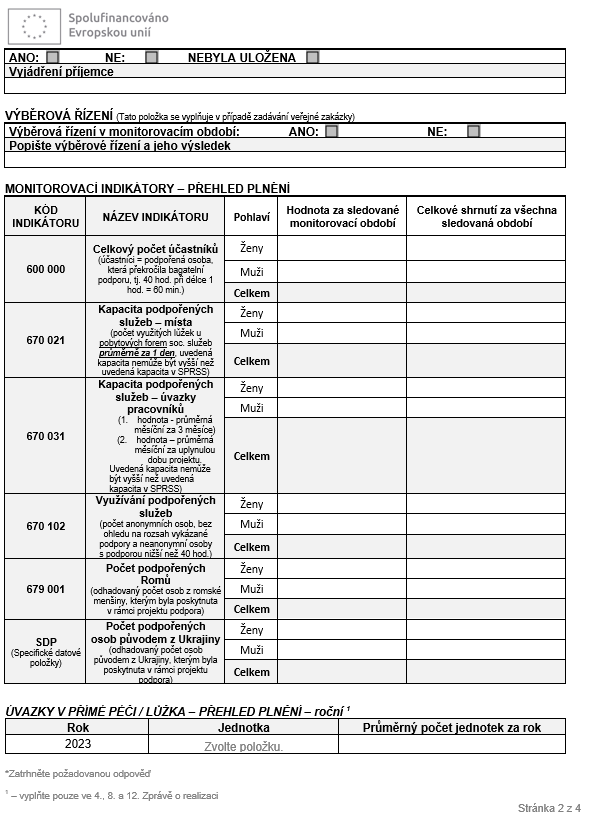 Spolufinancováno
Evropskou unií
ANO: NE: NEBYLA ULOŽENA
Vyjádření příjemce
VÝBĚROVÁ ŘÍZENÍ (Tato položka se vyplňuje v případě zadávání veřejné zakázky)
Výběrová řízení v monitorovacím období: ANO: NE:
Popište výběrové řízení a jeho výsledek
MONITOROVACÍ INDIKÁTORY – PŘEHLED PLNĚNÍ
KÓD INDIKÁTORU NÁZEV INDIKÁTORU Pohlaví Hodnota za sledované monitorovací období Celkové shrnutí za všechna sledovaná období
600 000
Celkový počet účastníků
(účastníci = podpořená osoba,
která překročila bagatelní
podporu, tj. 40 hod. při délce 1
hod. = 60 min.)
Ženy
Muži
Celkem
670 021
Kapacita podpořených
služeb – místa
(počet využitých lůžek u
pobytových forem soc. služeb
průměrně za 1 den, uvedená
kapacita nemůže být vyšší než
uvedená kapacita v SPRSS)
Ženy
Muži
Celkem
670 031
Kapacita podpořených
služeb – úvazky
pracovníků
(1. hodnota - průměrná
měsíční za 3 měsíce)
(2. hodnota – průměrná
měsíční za uplynulou
dobu projektu.
Uvedená kapacita nemůže
být vyšší než uvedená
kapacita v SPRSS)
Ženy
Muži
Celkem
670 102
Využívání podpořených
služeb
(počet anonymních osob, bez
ohledu na rozsah vykázané
podpory a neanonymní osoby
s podporou nižší než 40 hod.)
Ženy
Muži
Celkem
679 001
Počet podpořených
Romů
(odhadovaný počet osob z romské
menšiny, kterým byla poskytnuta
v rámci projektu podpora)
Ženy
Muži
Celkem
SDP
(Specifické datové
položky)
Počet podpořených
osob původem z Ukrajiny
(odhadovaný počet osob
původem z Ukrajiny, kterým byla
poskytnuta v rámci projektu
podpora)
Ženy
Muži
Celkem
ÚVAZKY V PŘÍMÉ PÉČI / LŮŽKA – PŘEHLED PLNĚNÍ – roční ¹
Rok Jednotka Průměrný počet jednotek za rok
2023 Zvolte položku.
*Zatrhněte požadovanou odpověď
¹ – vyplňte pouze ve 4., 8. a 12. Zprávě o realizaci
Stránka 2 z 4